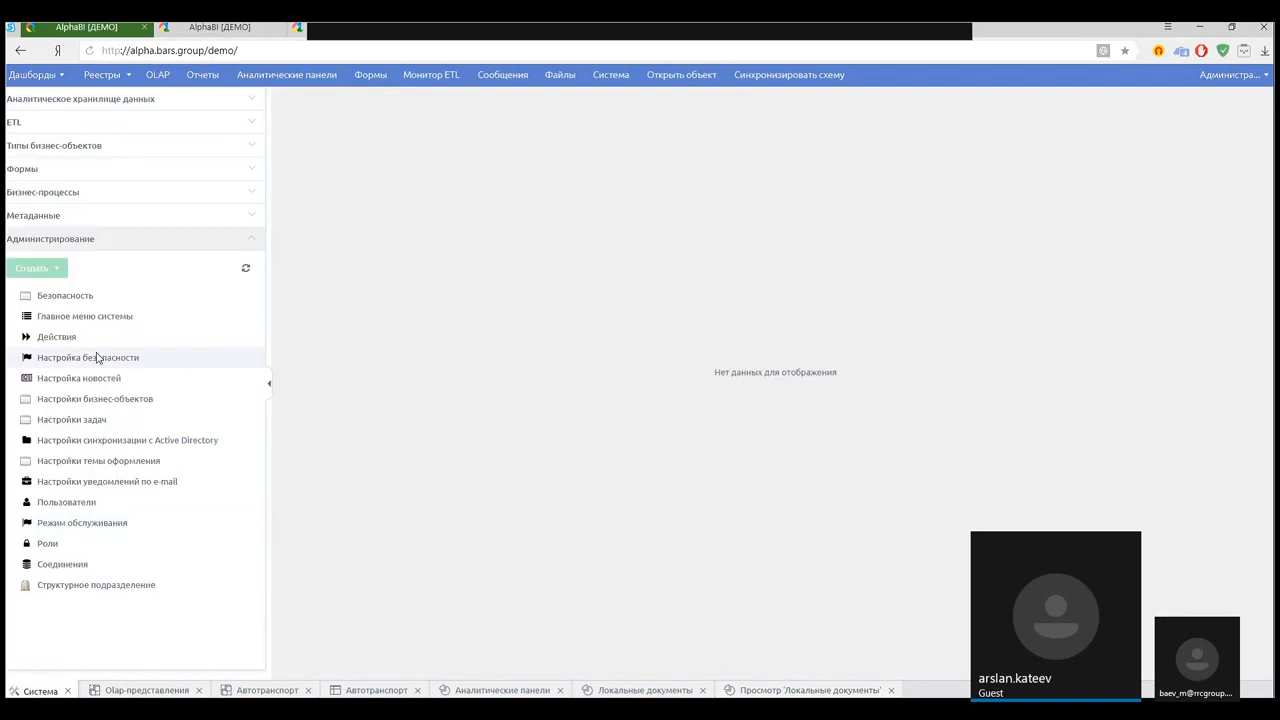 AlphaBI [ДЕМО]
AlphaBI [ДЕМО]
http://alpha.bars.group/demo/
Дашборды
Реестры
OLAP
Отчеты
Аналитические панели
Формы
Монитор ETL
Сообщения
Файлы
Система
Открыть объект
Синхронизировать схему
Администра...
Аналитическое хранилище данных
ETL
Типы бизнес-объектов
Формы
Бизнес-процессы
Метаданные
Администрирование
Создать
Безопасность
Главное меню системы
Действия
Настройка безопасности
Настройка новостей
Настройки бизнес-объектов
Настройки задач
Настройки синхронизации с Active Directory
Настройки темы оформления
Настройки уведомлений по e-mail
Пользователи
Режим обслуживания
Роли
Соединения
Структурное подразделение
Нет данных для отображения
arslan.kateev
Guest
baev_m@rrcgroup....
Система
Olap-представления
Автотранспорт
Автотранспорт
Аналитические панели
Локальные документы
Просмотр 'Локальные документы'